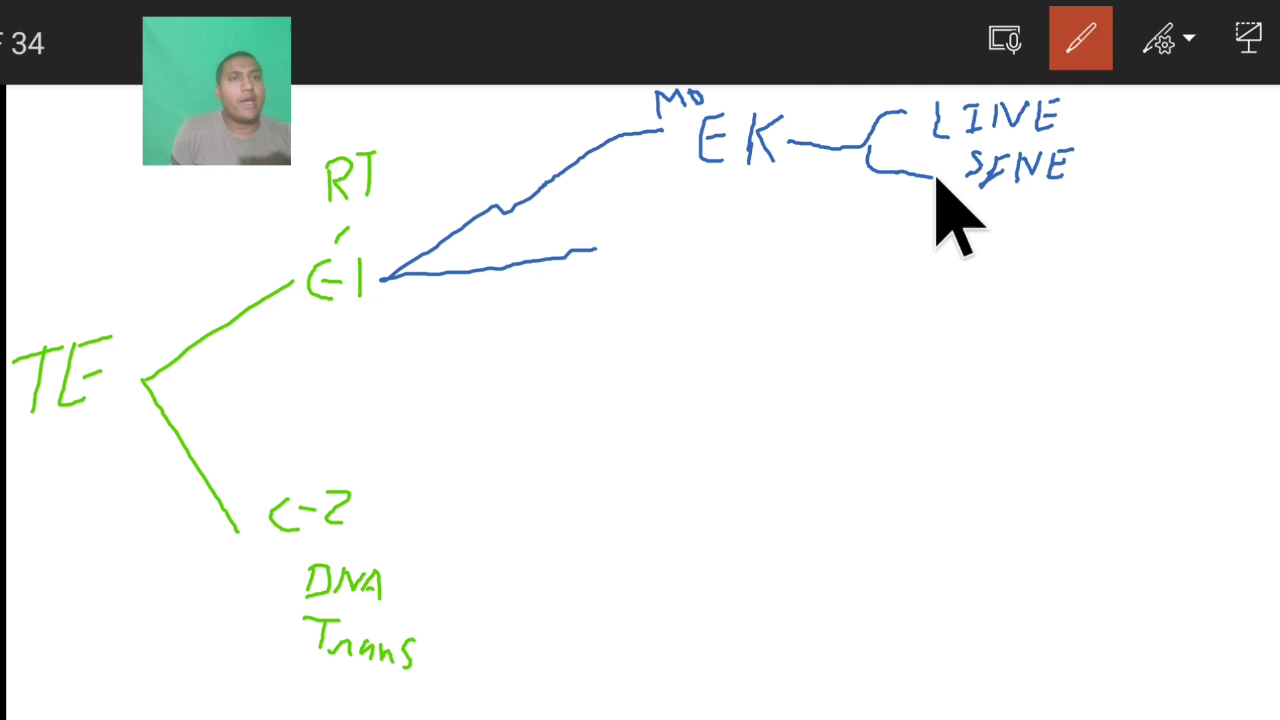 F 34
MO
EK
LINE
SINE
RT
C-1
TE
C-2
DNA
Trans